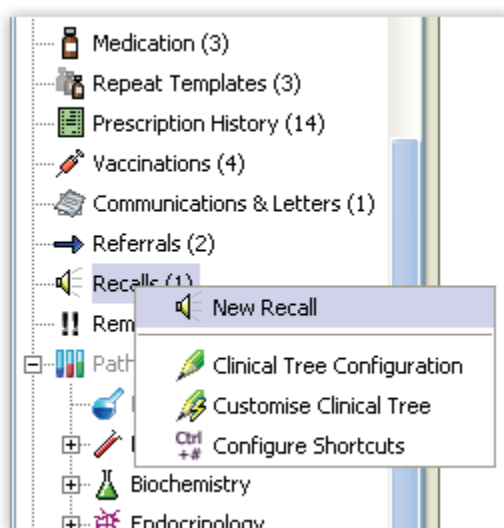 Medication (3)
Repeat Templates (3)
Prescription History (14)
Vaccinations (4)
Communications & Letters (1)
Referrals (2)
Recalls (1)
New Recall
Clinical Tree Configuration
Customise Clinical Tree
Ctrl
+#
Configure Shortcuts
Biochemistry
Endocrinology